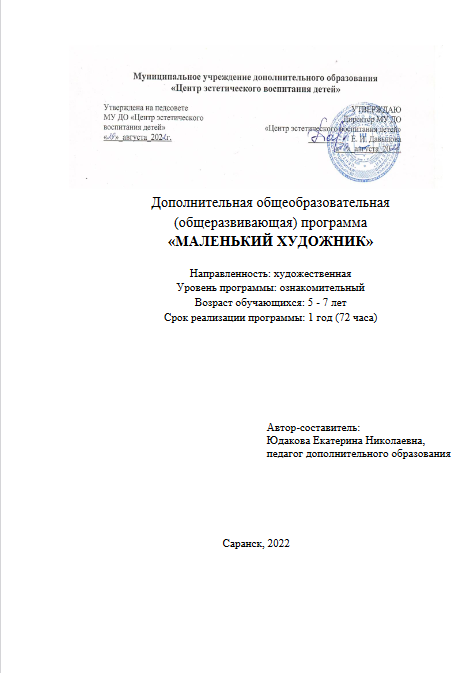 Муниципальное учреждение дополнительного образования
«Центр эстетического воспитания детей»
Утверждена на педсовете
МУ ДО «Центр эстетического
воспитания детей»
августа
УТВЕРЖДАЮ
Директор МУ ДО
«Центр эстетического воспитания детей»
Е. И.
августа
Дополнительная общеобразовательная
(общеразвивающая) программа
«МАЛЕНЬКИЙ ХУДОЖНИК»
Направленность: художественная
Уровень программы: ознакомительный
Возраст обучающихся: 5 - 7 лет
Срок реализации программы: 1 год (72 часа)
Автор-составитель:
Юдакова Екатерина Николаевна,
педагог дополнительного образования
Саранск, 2022